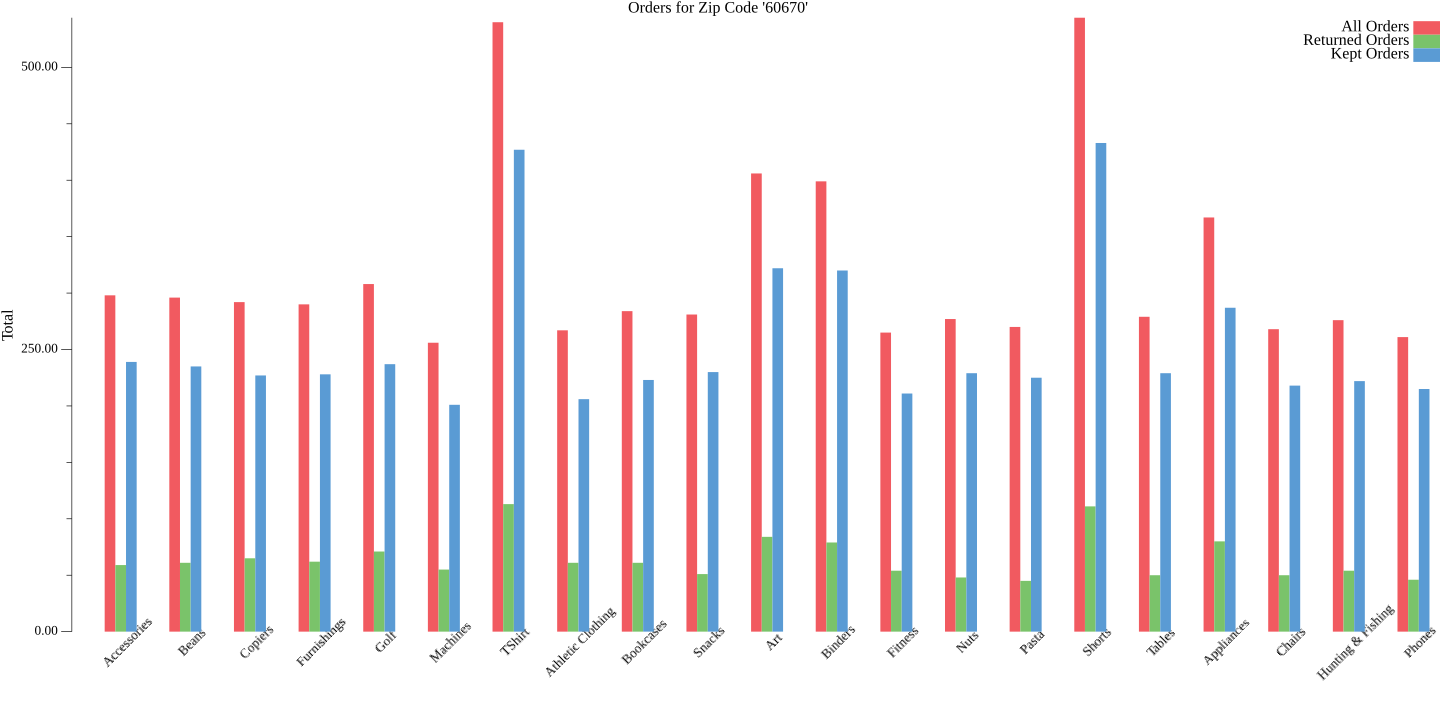 Orders for Zip Code '60670'
All Orders
Returned Orders
Kept Orders
Total
500.00
250.00
0.00
Accessories
Beans
Copiers
Furnishings
Golf
Machines
TShirt
Athletic Clothing
Bookcases
Snacks
Art
Binders
Fitness
Nuts
Pasta
Shorts
Tables
Appliances
Chairs
Hunting & Fishing
Phones